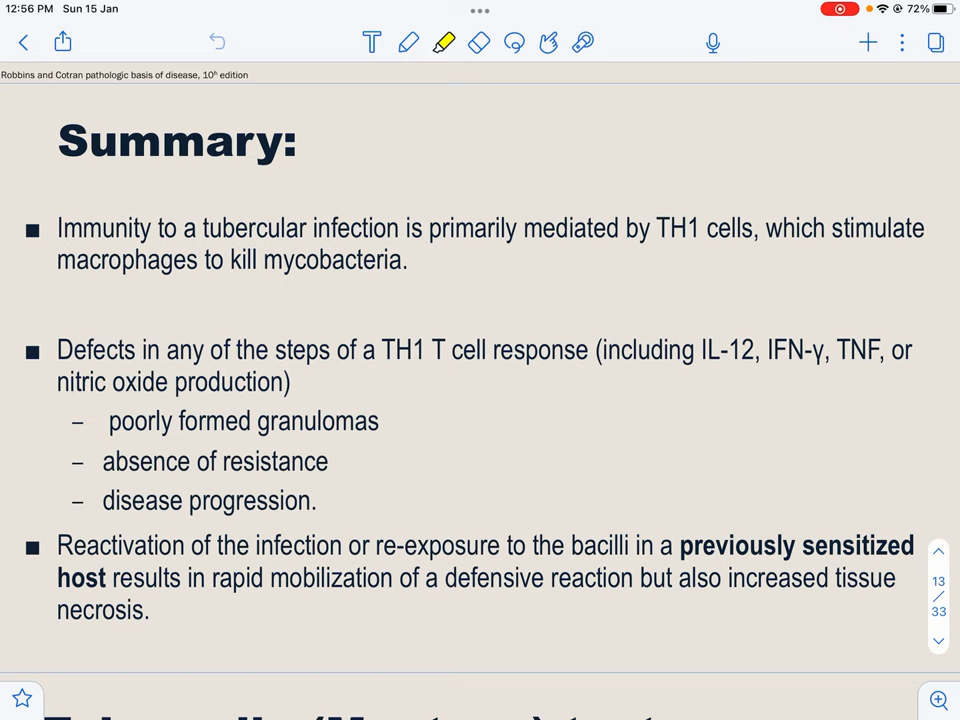 12:56 PM Sun 15 Jan
72%
Robbins and Cotran pathologic basis of disease, 10ʰ edition
Summary:
■ Immunity to a tubercular infection is primarily mediated by TH1 cells, which stimulate
macrophages to kill mycobacteria.
■ Defects in any of the steps of a TH1 T cell response (including IL-12, IFN-γ, TNF, or
nitric oxide production)
– poorly formed granulomas
– absence of resistance
– disease progression.
■ Reactivation of the infection or re-exposure to the bacilli in a previously sensitized
host results in rapid mobilization of a defensive reaction but also increased tissue
necrosis.
13
/
33